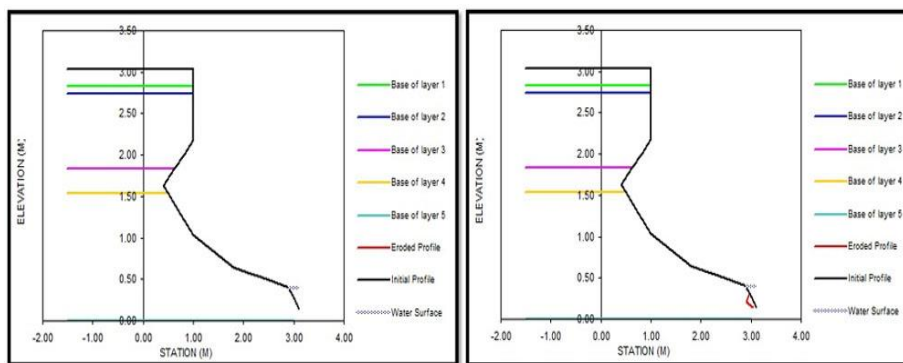 3.50
3.00
2.50
2.00
1.50
1.00
0.50
0.00
ELEVATION (M)
-2.00 -1.00 0.00 1.00 2.00 3.00 4.00
STATION (M)
Base of layer 1
Base of layer 2
Base of layer 3
Base of layer 4
Base of layer 5
Eroded Profile
Initial Profile
Water Surface
3.50
3.00
2.50
2.00
1.50
1.00
0.50
0.00
ELEVATION (M)
-2.00 -1.00 0.00 1.00 2.00 3.00 4.00
STATION (M)
Base of layer 1
Base of layer 2
Base of layer 3
Base of layer 4
Base of layer 5
Eroded Profile
Initial Profile
Water Surface